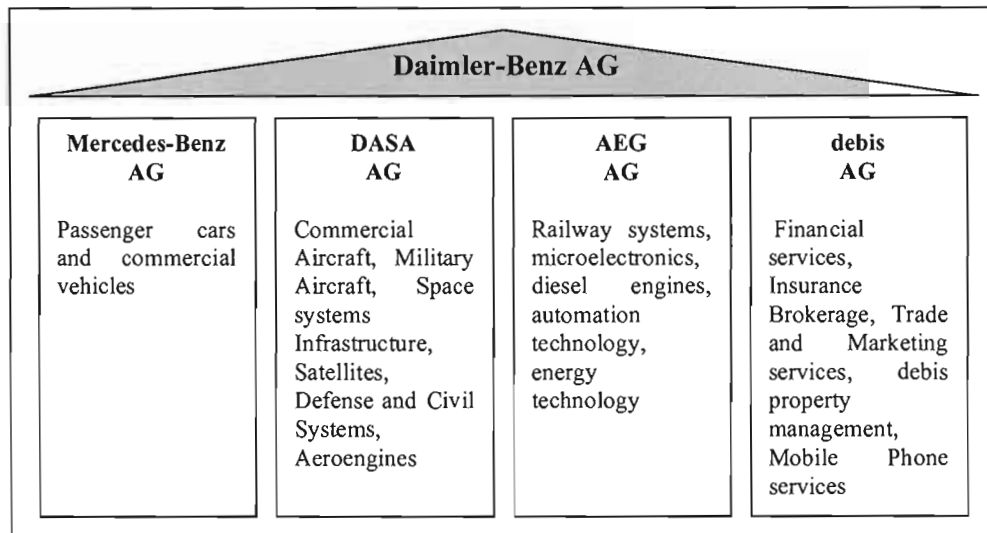 Daimler-Benz AG
Mercedes-Benz
AG
Passenger cars
and commercial
vehicles
DASA
AG
Commercial
Aircraft, Military
Aircraft, Space
systems
Infrastructure,
Satellites,
Defense and Civil
Systems,
Aeroengines
AEG
AG
Railway systems,
microelectronics,
diesel engines,
automation
technology,
energy
technology
debis
AG
Financial
services,
Insurance
Brokerage, Trade
and Marketing
services, debis
property
management,
Mobile Phone
services